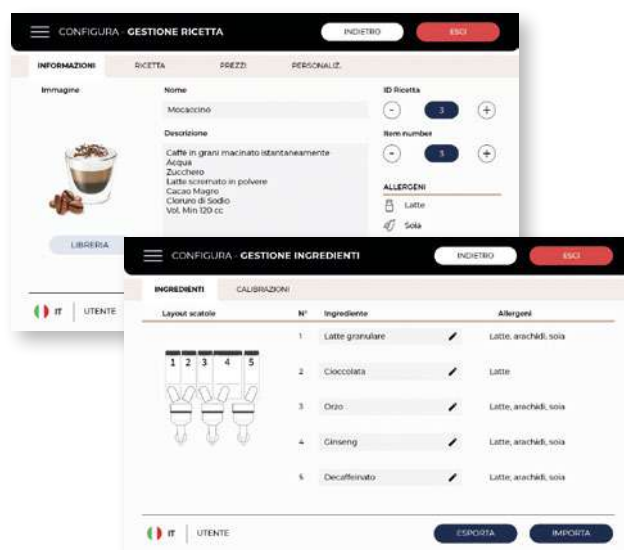 CONFIGURA - GESTIONE RICETTA
INDIETRO
ESCI
INFORMAZIONI
RICETTA
PREZZI
PERSONALIZ.
Immagine
Nome
Mocaccino
Descrizione
Caffè in grani macinato istantaneamente
Acqua
Zucchero
Latte scremato in polvere
Cacao Magro
Cloruro di Sodio
Vol. Min 120 cc
ID Ricetta
- 3 +
Item number
- 3 +
ALLERGENI
Latte
Soia
LIBRERIA
IT
UTENTE
CONFIGURA - GESTIONE INGREDIENTI
INDIETRO
ESCI
INGREDIENTI
CALIBRAZIONI
Layout scatole
1 2 3 4 5
N° Ingrediente Allergeni
1 Latte granulare Latte, arachidi, soia
2 Cioccolata Latte
3 Orzo Latte, arachidi, soia
4 Ginseng Latte, arachidi, soia
5 Decaffeinato Latte, arachidi, soia
IT
UTENTE
ESPORTA
IMPORTA